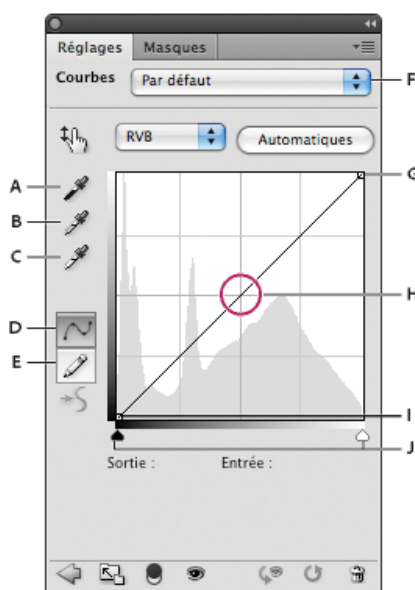 Réglages Masques
Courbes Par défaut F
RVB Automatiques
A
G
B
C
H
D
E
I
J
Sortie : Entrée :